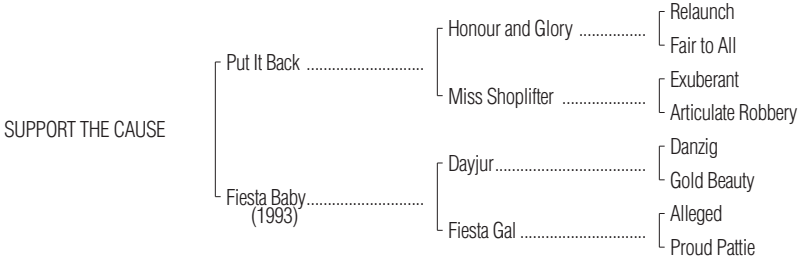 Relaunch
Honour and Glory ................
Fair to All
Put It Back ............................
Exuberant
Miss Shoplifter ....................
Articulate Robbery
SUPPORT THE CAUSE
Danzig
Dayjur....................................
Gold Beauty
Fiesta Baby............................
(1993)
Alleged
Fiesta Gal ..............................
Proud Pattie